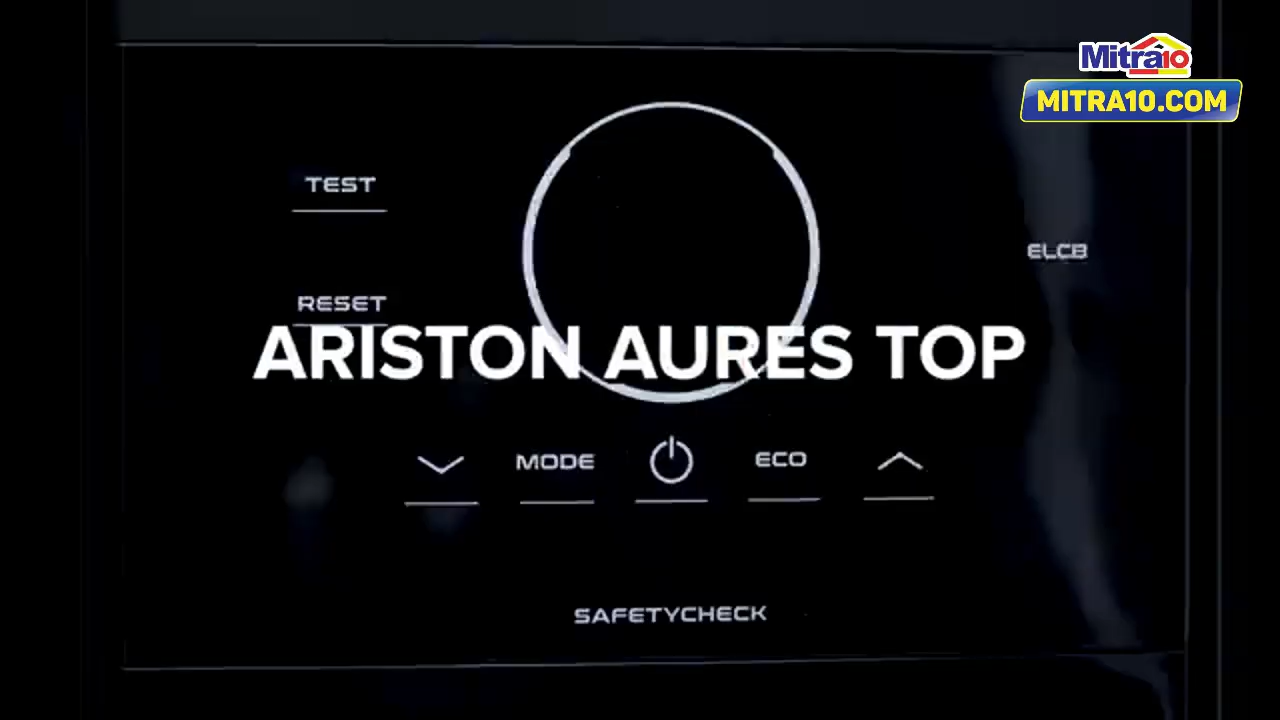 Mitra10
MITRA10.COM
TEST
ELCB
RESET
ARISTON AURES TOP
MODE
ECO
SAFETYCHECK